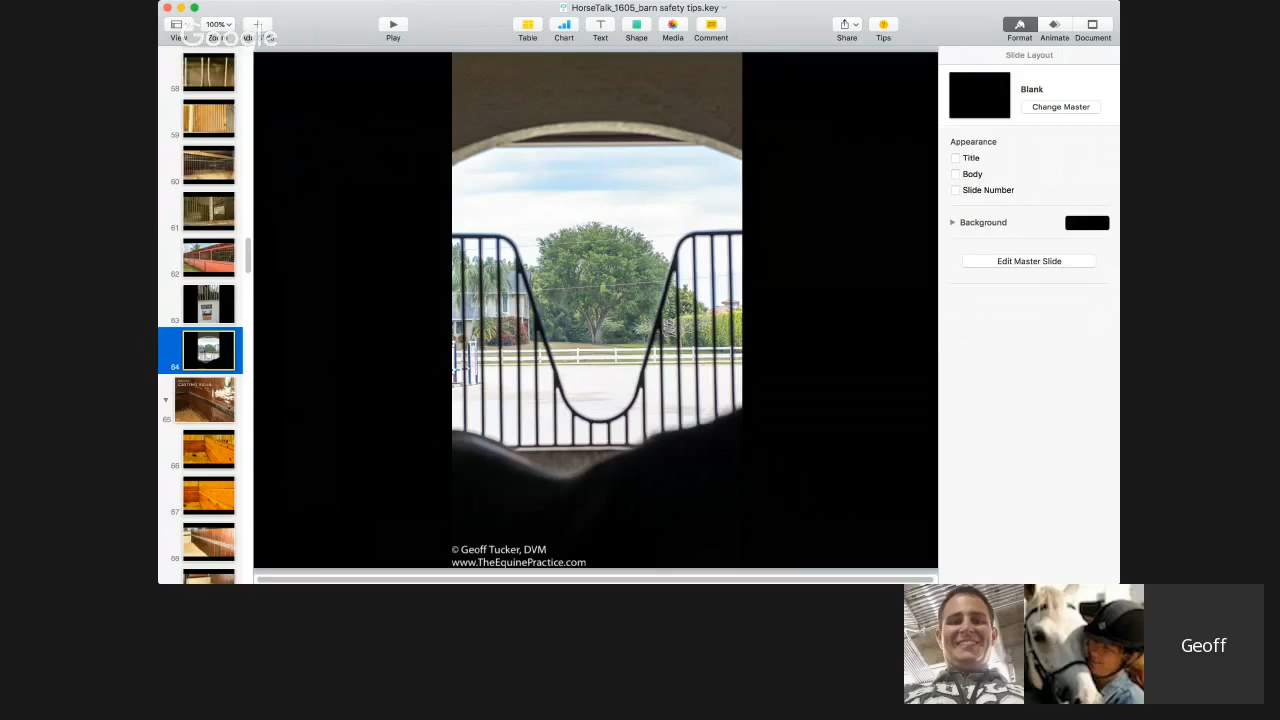 HorseTalk_1605_barn safety tips.key
100%
View
Zoom
Google
Play
Table
Chart
Text
Shape
Media
Comment
Share
Tips
Format
Animate
Document
Slide Layout
Blank
Change Master
Appearance
Title
Body
Slide Number
Background
Edit Master Slide
58
59
60
61
62
63
64
65
66
67
68
© Geoff Tucker, DVM
www.TheEquinePractice.com
Geoff